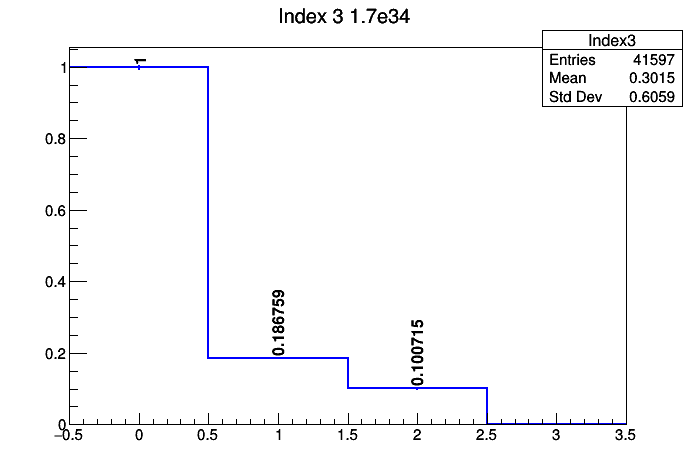 Index 3 1.7e34
Index3
Entries 41597
Mean 0.3015
Std Dev 0.6059
1
0.8
0.6
0.4
0.2
0
1
0.186759
0.100715
−0.5 0 0.5 1 1.5 2 2.5 3 3.5